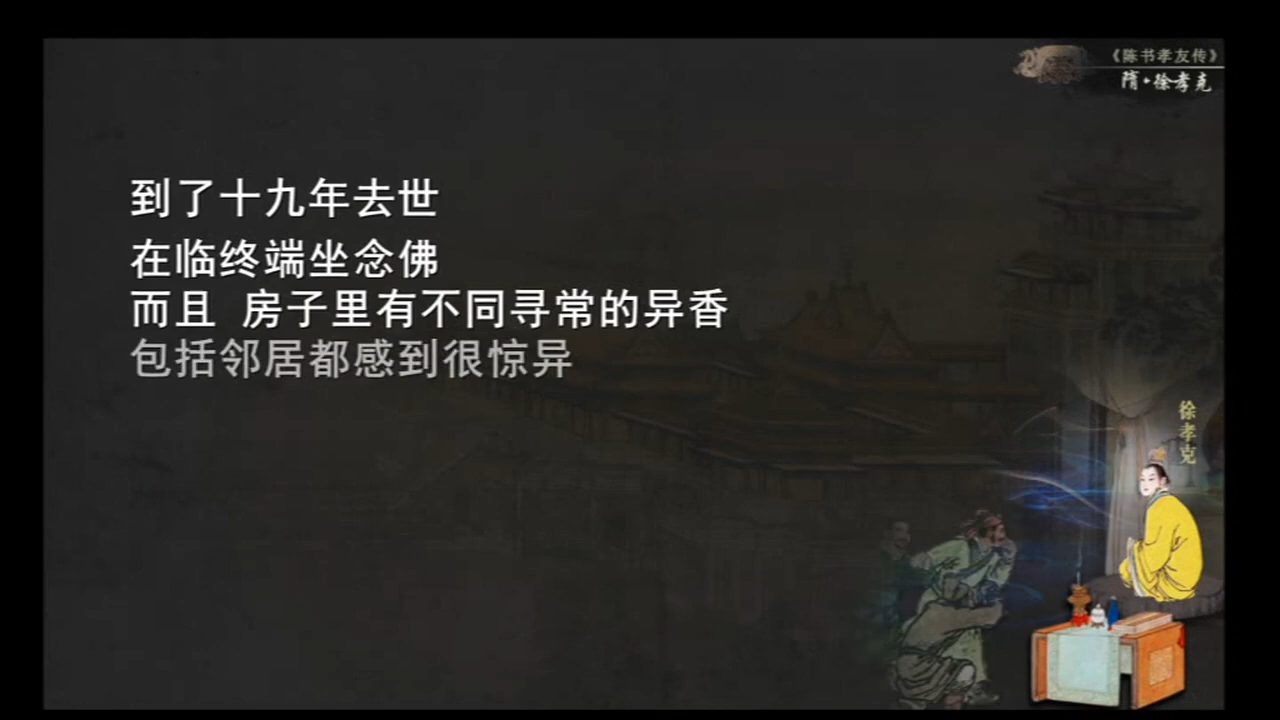 《陈书孝友传》
隋·徐孝克
到了十九年去世
在临终端坐念佛
而且 房子里有不同寻常的异香
包括邻居都感到很惊异
徐孝克